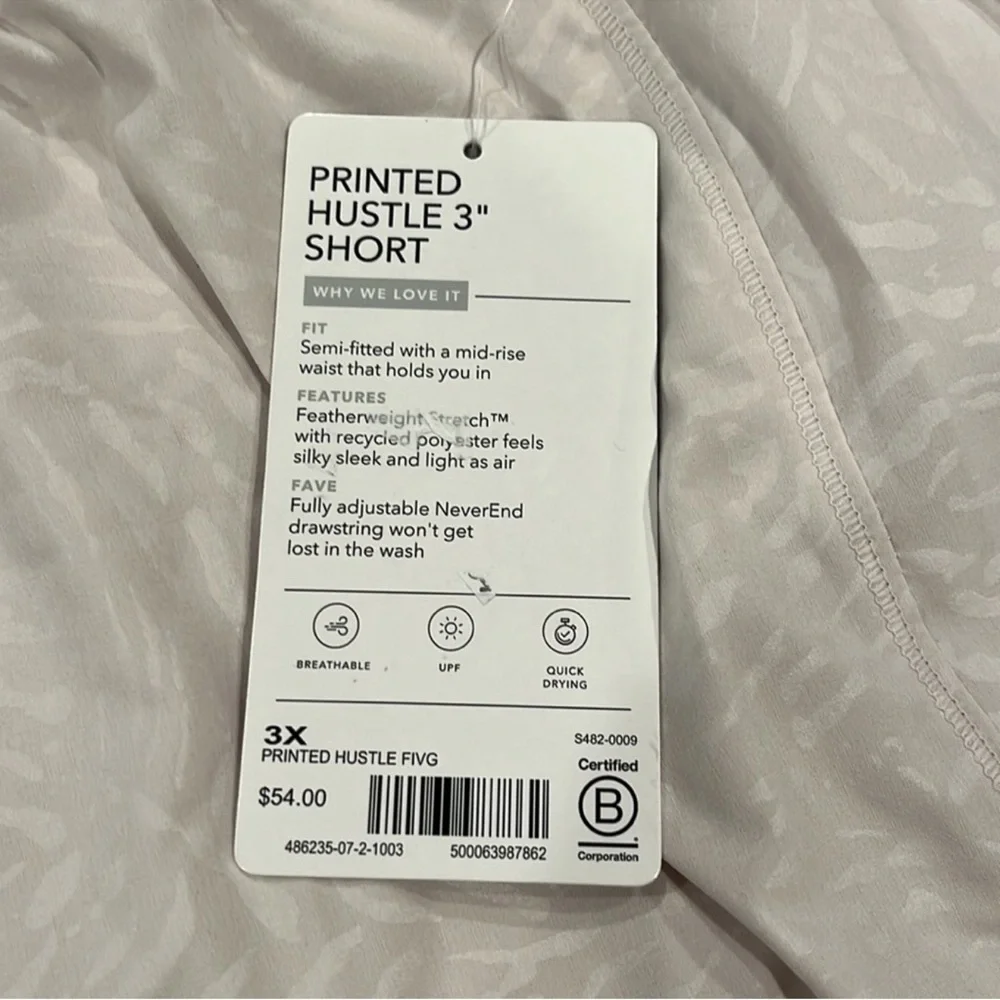 PRINTED
HUSTLE 3"
SHORT
WHY WE LOVE IT
FIT
Semi-fitted with a mid-rise
waist that holds you in
FEATURES
Featherweight Stretch™
with recycled polyester feels
silky sleek and light as air
FAVE
Fully adjustable NeverEnd
drawstring won't get
lost in the wash
BREATHABLE
UPF
QUICK
DRYING
3X
S482-0009
PRINTED HUSTLE FIVG
Certified
$54.00
B
486235-07-2-1003
500063987862
Corporation